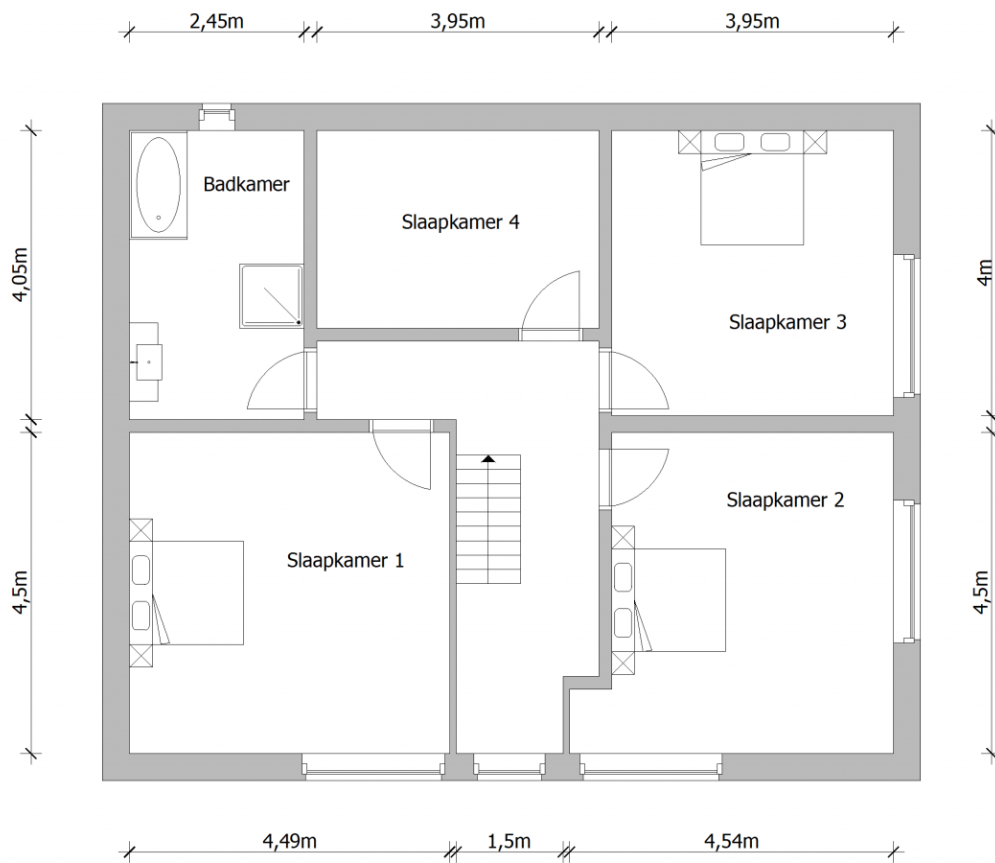 2,45m
3,95m
3,95m
Badkamer
Slaapkamer 4
4,05m
4m
Slaapkamer 3
Slaapkamer 2
Slaapkamer 1
4,5m
4,5m
4,49m
1,5m
4,54m